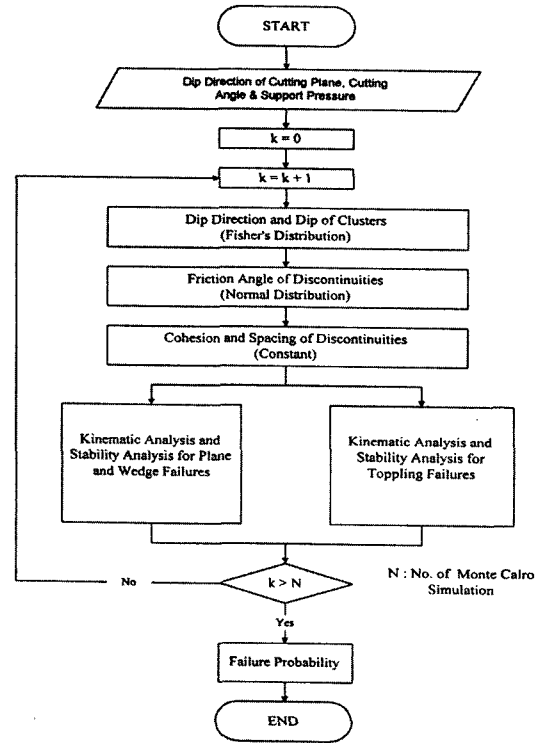 START
Dip Direction of Cutting Plane, Cutting
Angle & Support Pressure
k = 0
k = k + 1
Dip Direction and Dip of Clusters
(Fisher's Distribution)
Friction Angle of Discontinuities
(Normal Distribution)
Cohesion and Spacing of Discontinuities
(Constant)
Kinematic Analysis and
Stability Analysis for Plane
and Wedge Failures
Kinematic Analysis and
Stability Analysis for
Toppling Failures
k > N
No
N : No. of Monte Calro
Simulation
Yes
Failure Probability
END